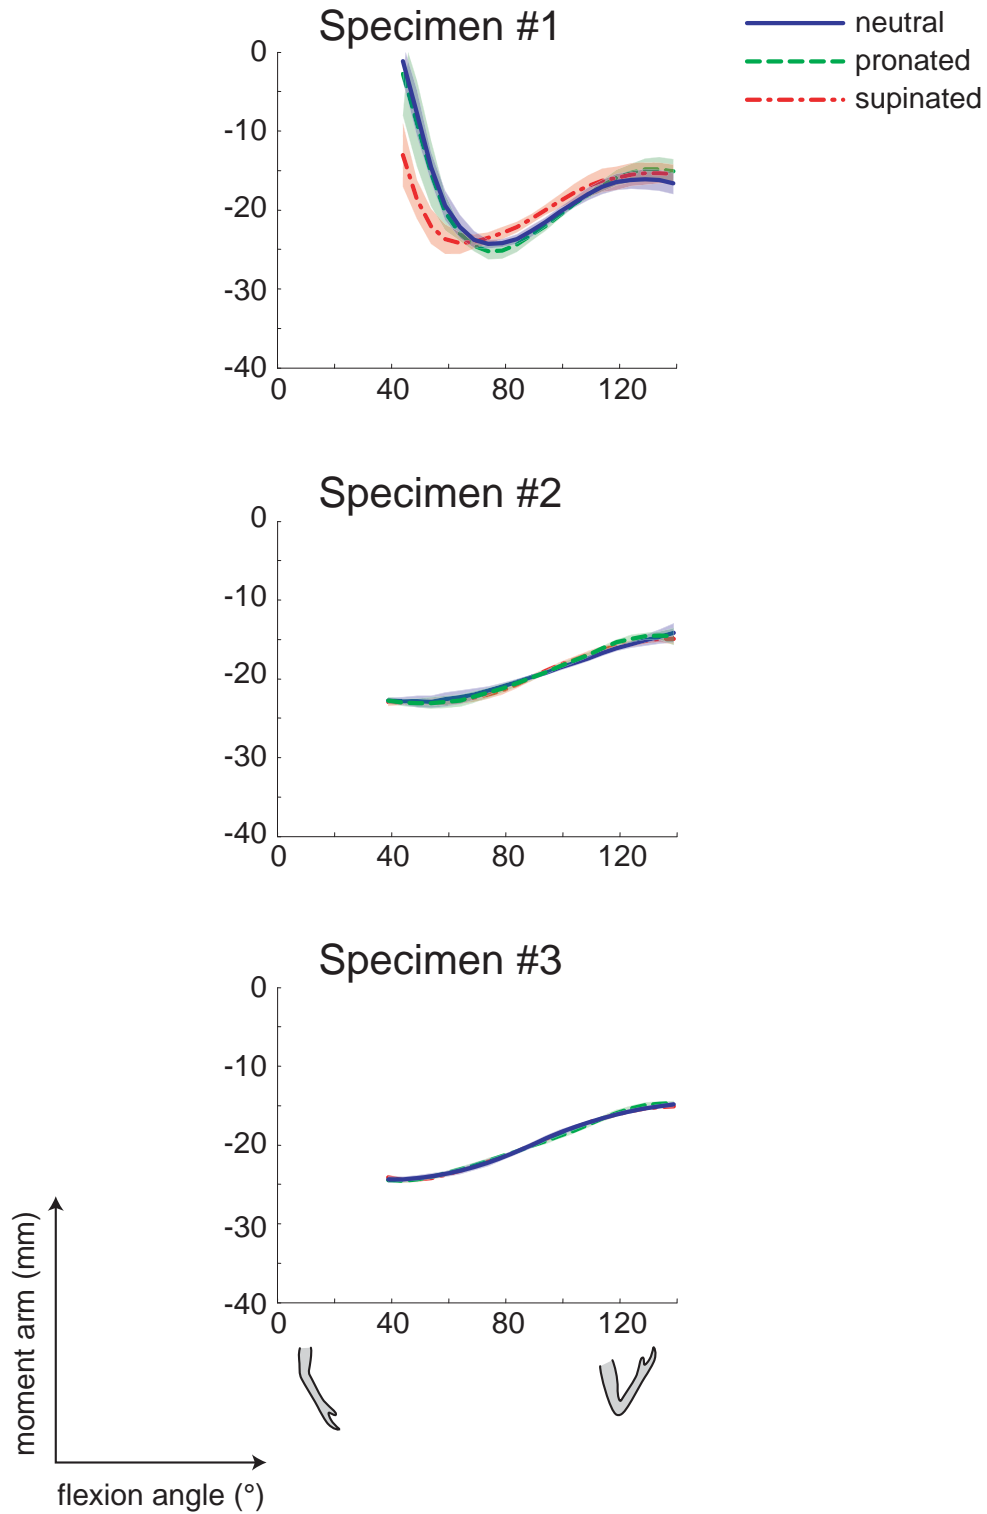 Specimen #1
neutral
pronated
supinated
0
-10
-20
-30
-40
0 40 80 120
Specimen #2
0
-10
-20
-30
-40
0 40 80 120
Specimen #3
0
-10
-20
-30
-40
0 40 80 120
moment arm (mm)
flexion angle (°)